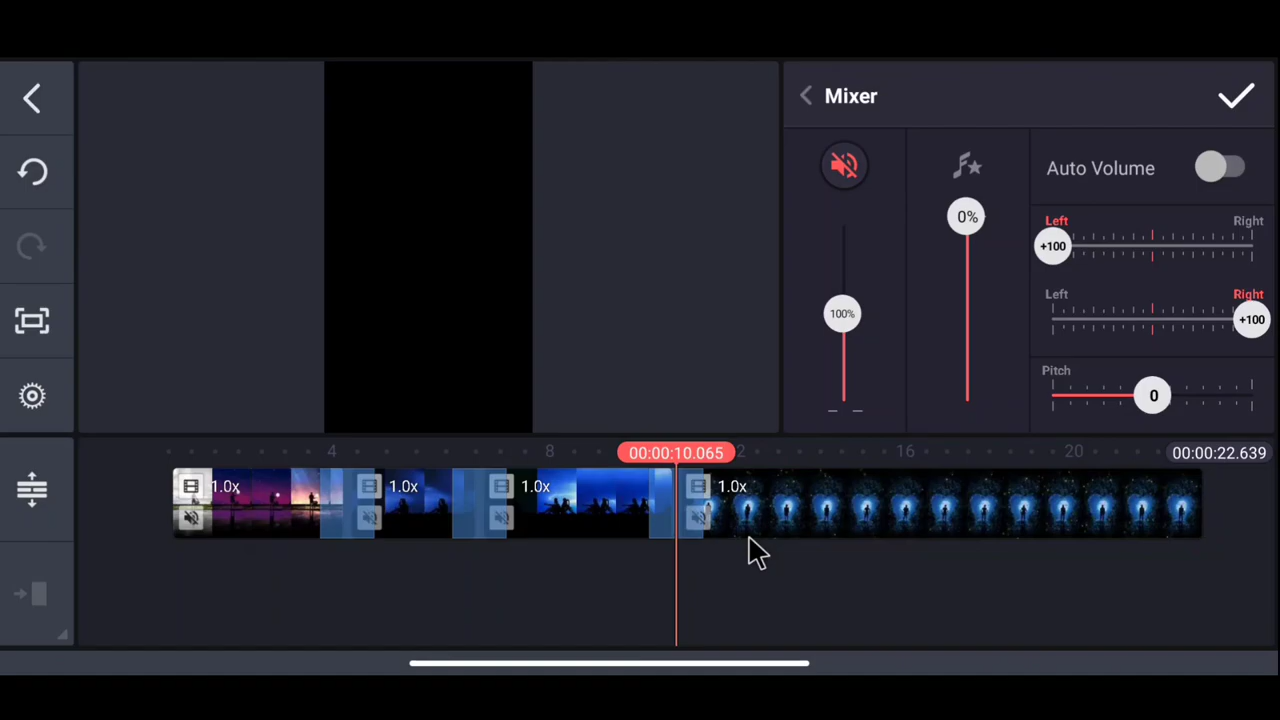 Mixer
Auto Volume
0%
Left Right
+100
100%
Left Right
+100
Pitch
0
4 8 2 16 20
00:00:10.065
00:00:22.639
1.0x 1.0x 1.0x 1.0x